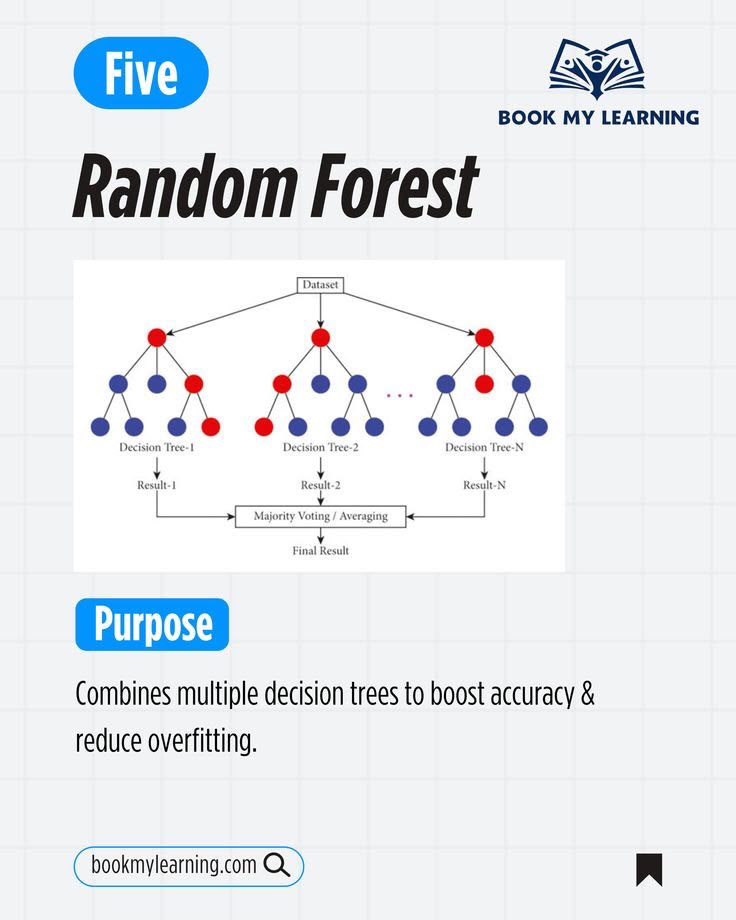 Five
BOOK MY LEARNING
Random Forest
Dataset
Decision Tree-1 Decision Tree-2 Decision Tree-N
Result-1 Result-2 Result-N
Majority Voting / Averaging
Final Result
Purpose
Combines multiple decision trees to boost accuracy &
reduce overfitting.
bookmylearning.com